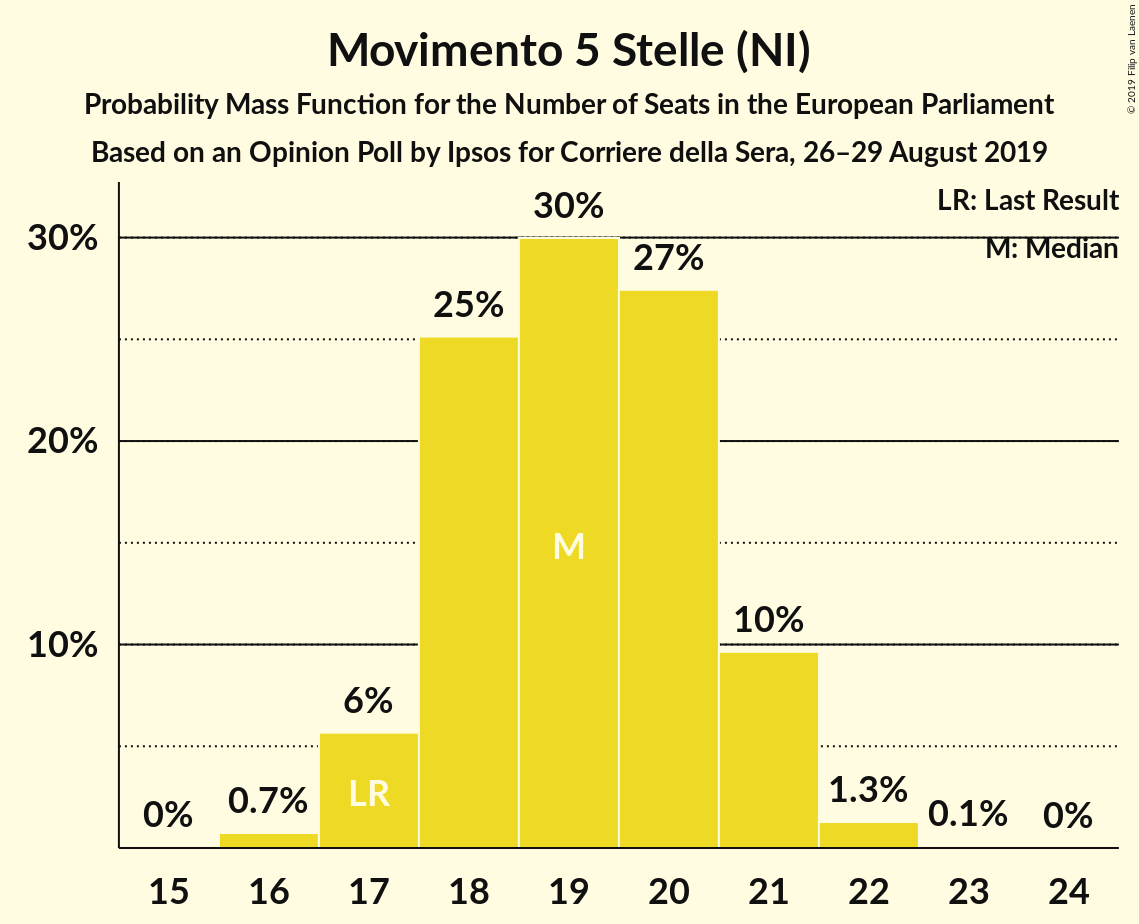 Movimento 5 Stelle (NI)
Probability Mass Function for the Number of Seats in the European Parliament
Based on an Opinion Poll by Ipsos for Corriere della Sera, 26–29 August 2019
© 2019 Filip van Laenen
LR: Last Result
M: Median
30%
20%
10%
0%
0.7%
6%
25%
30%
27%
10%
1.3%
0.1%
0%
LR
M
15 16 17 18 19 20 21 22 23 24